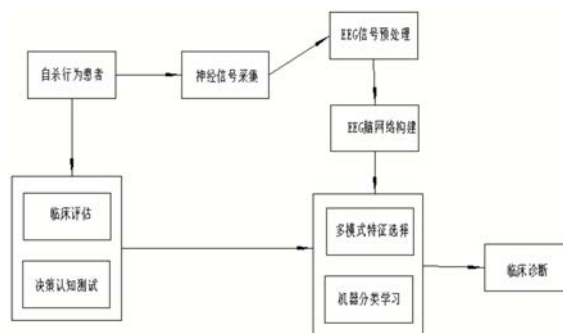 EEG信号预处理
自杀行为患者
神经信号采集
EEG脑网络构建
临床评估
多模式特征选择
临床诊断
决策认知测试
机器分类学习